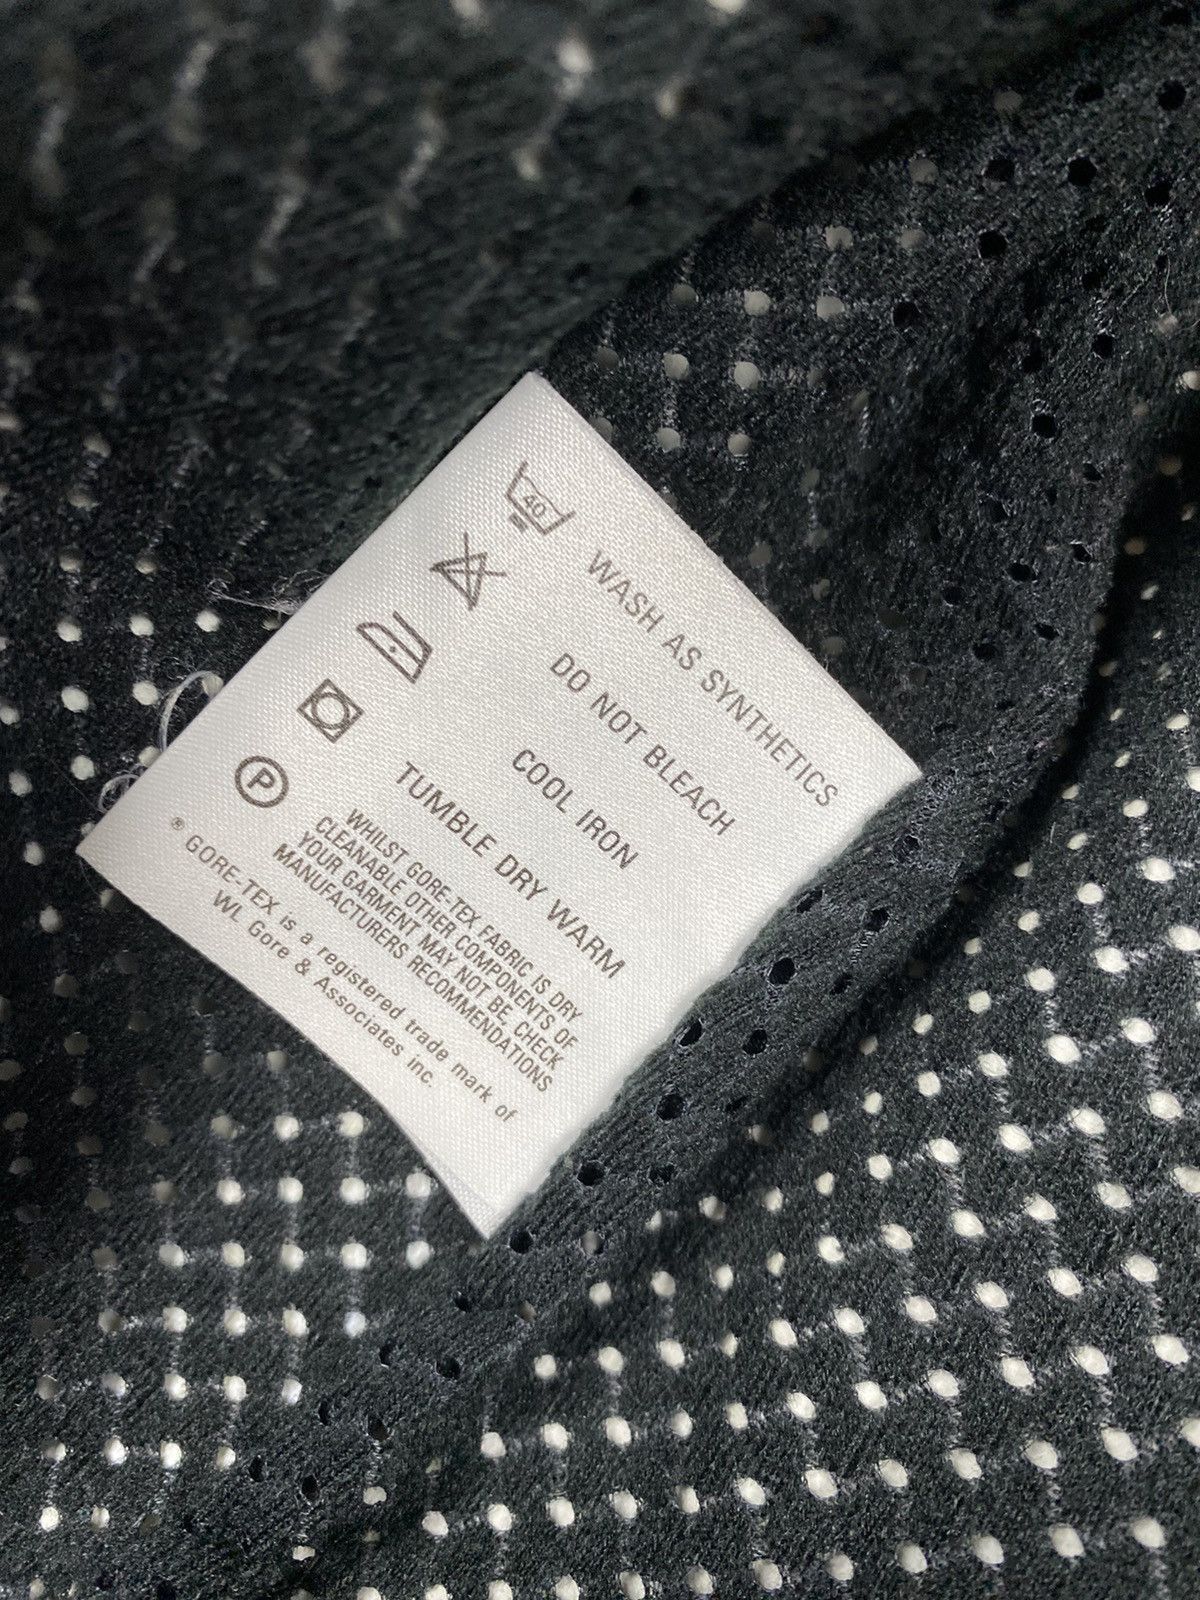 40 WASH AS SYNTHETICS
DO NOT BLEACH
COOL IRON
TUMBLE DRY WARM
P WHILST GORE-TEX FABRIC IS DRY
CLEANABLE OTHER COMPONENTS OF
YOUR GARMENT MAY NOT BE, CHECK
MANUFACTURERS RECOMMENDATIONS
® GORE-TEX is a registered trade mark of
WL Gore & Associates inc.